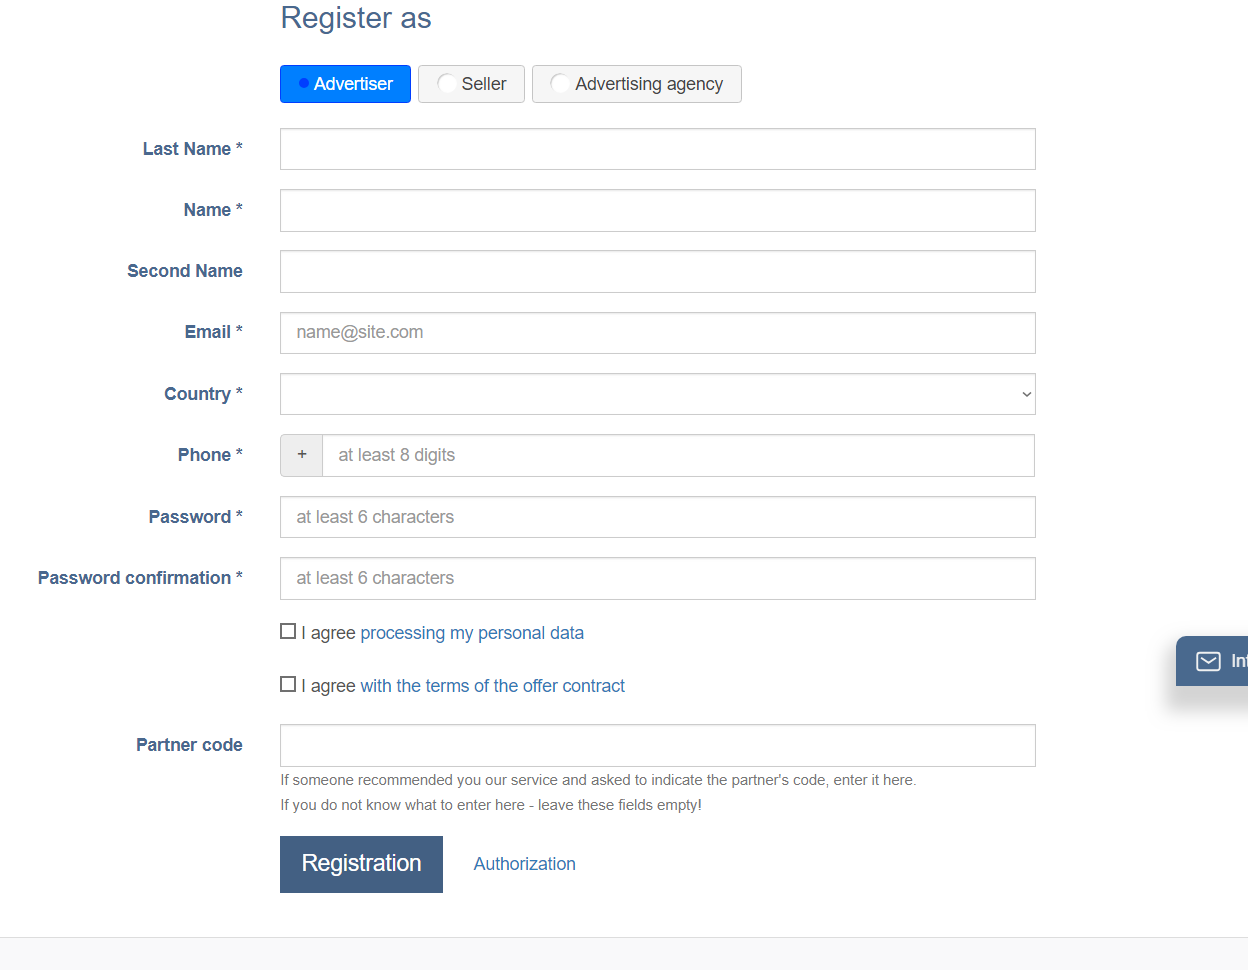 Register as
Advertiser Seller Advertising agency
Last Name *
Name *
Second Name
Email * name@site.com
Country *
Phone * + at least 8 digits
Password * at least 6 characters
Password confirmation * at least 6 characters
I agree processing my personal data
I agree with the terms of the offer contract
Partner code
If someone recommended you our service and asked to indicate the partner's code, enter it here.
If you do not know what to enter here - leave these fields empty!
Registration Authorization